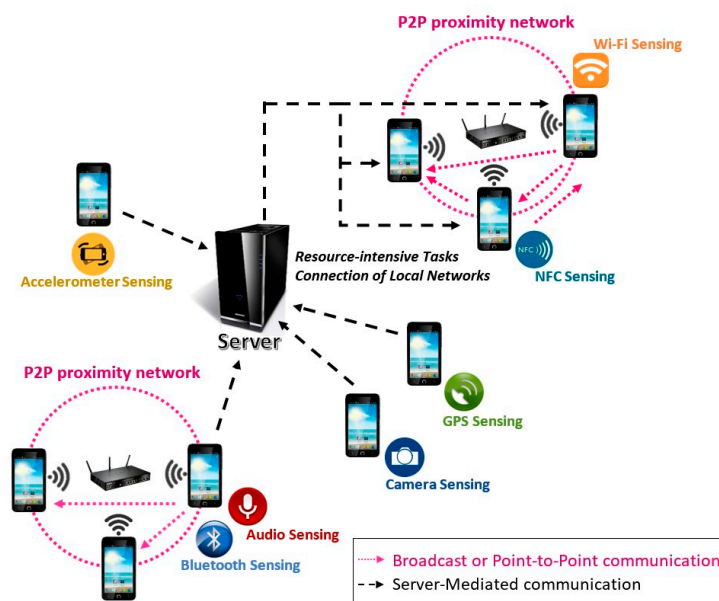 P2P proximity network
Wi-Fi Sensing
NFC
NFC Sensing
Accelerometer Sensing
Resource-intensive Tasks
Connection of Local Networks
Server
P2P proximity network
GPS Sensing
Camera Sensing
Audio Sensing
Bluetooth Sensing
Broadcast or Point-to-Point communication
Server-Mediated communication